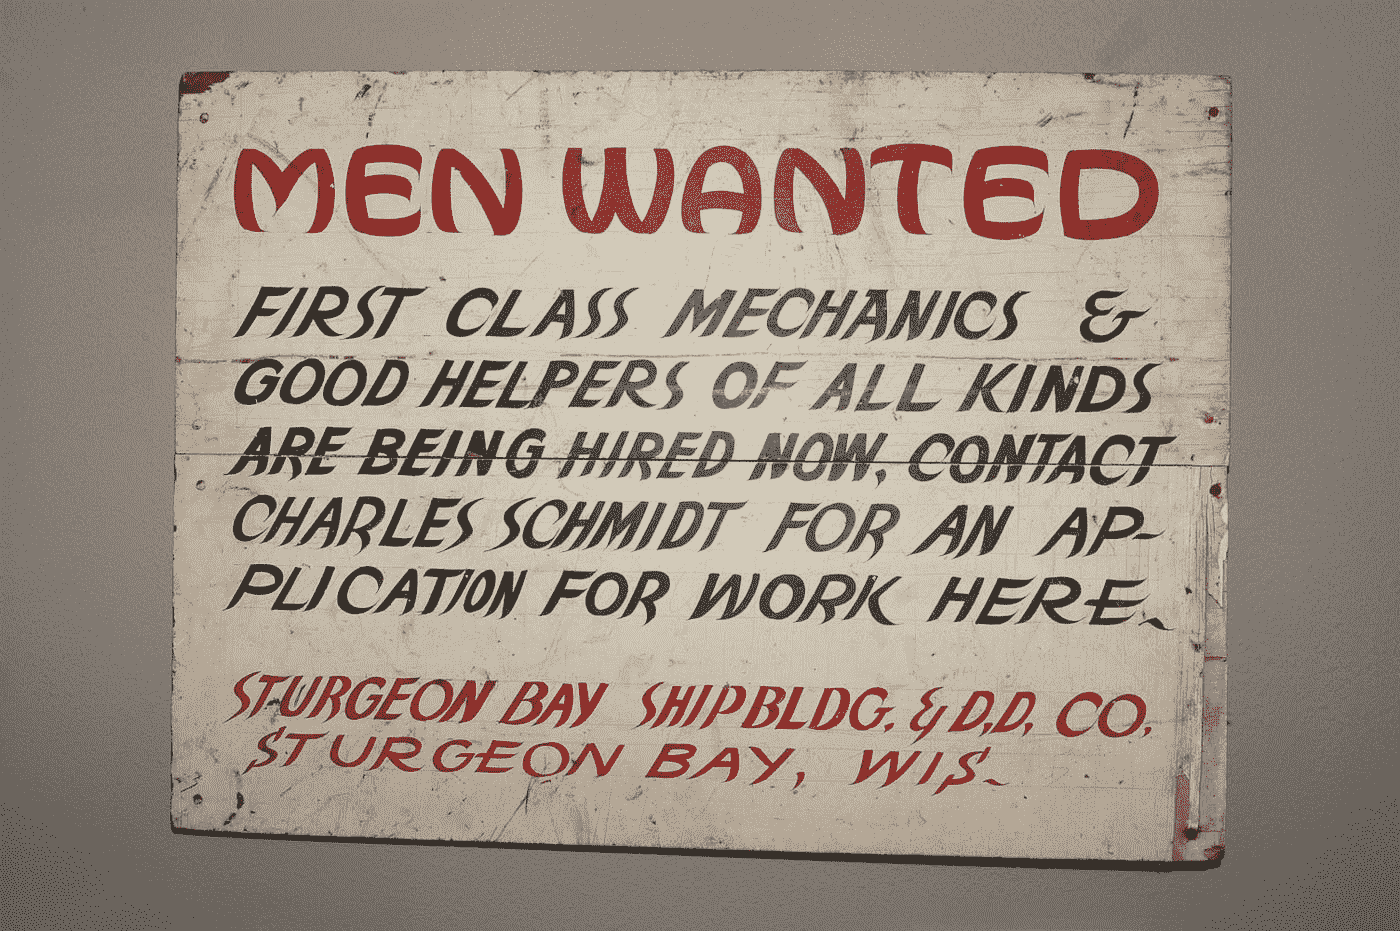 MEN WANTED
FIRST CLASS MECHANICS &
GOOD HELPERS OF ALL KINDS
ARE BEING HIRED NOW, CONTACT
CHARLES SCHMIDT FOR AN AP-
PLICATION FOR WORK HERE.
STURGEON BAY SHIPBLDG. & D.D. CO.
STURGEON BAY, WIS.